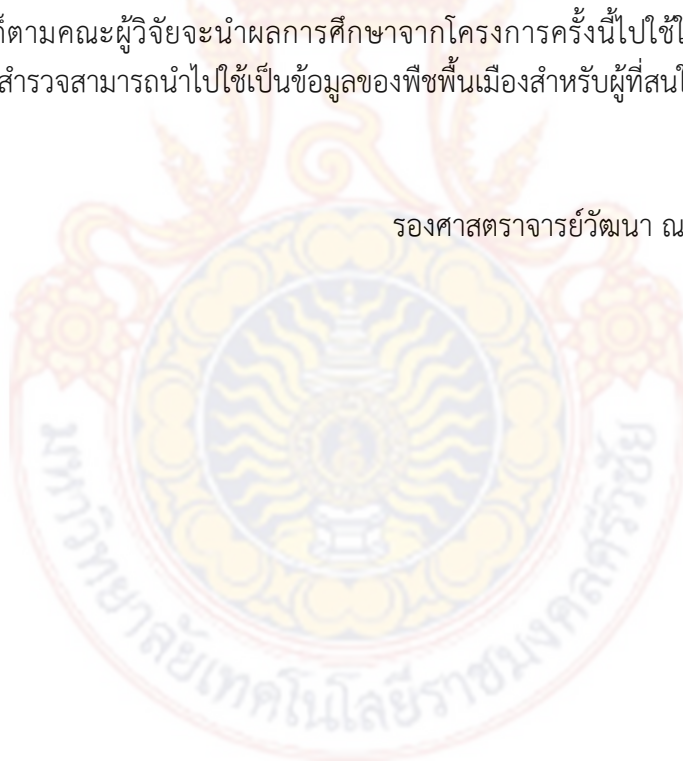 ก็ตามคณะผู้วิจัยจะนำผลการศึกษาจากโครงการครั้งนี้ไปใช้ใ
สำรวจสามารถนำไปใช้เป็นข้อมูลของพืชพื้นเมืองสำหรับผู้ที่สนใ
รองศาสตราจารย์วัฒนา ณ
มหาวิทยาลัยเทคโนโลยีราชมงคลศรีวิชัย